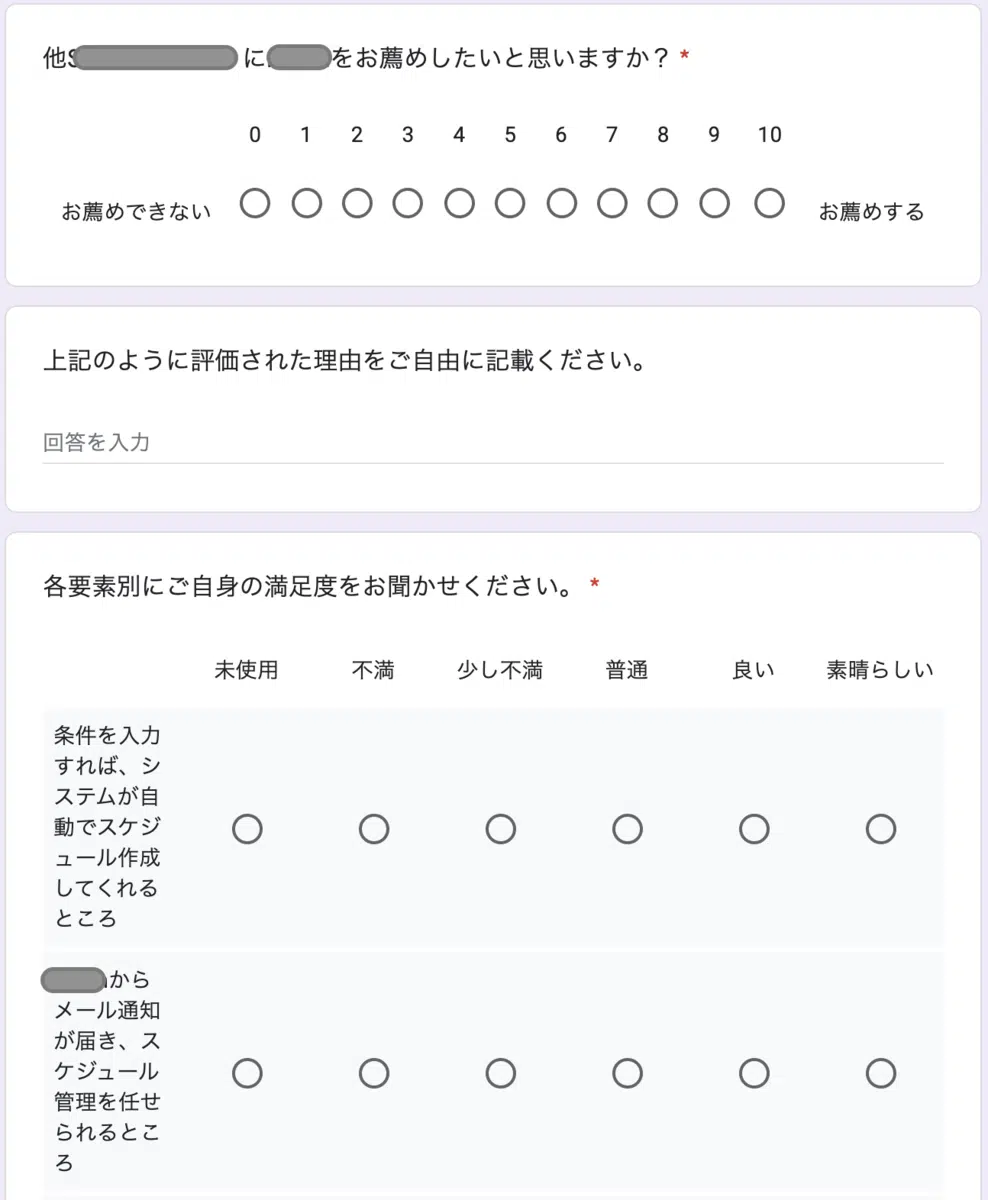 他 に をお薦めしたいと思いますか？ *
0 1 2 3 4 5 6 7 8 9 10
お薦めできない お薦めする
上記のように評価された理由をご自由に記載ください。
回答を入力
各要素別にご自身の満足度をお聞かせください。 *
未使用 不満 少し不満 普通 良い 素晴らしい
条件を入力
すれば、シ
ステムが自
動でスケジ
ュール作成
してくれる
ところ
から
メール通知
が届き、ス
ケジュール
管理を任せ
られるとこ
ろ